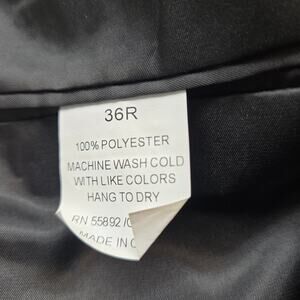 36R
100% POLYESTER
MACHINE WASH COLD
WITH LIKE COLORS
HANG TO DRY
RN 55892 /
MADE IN